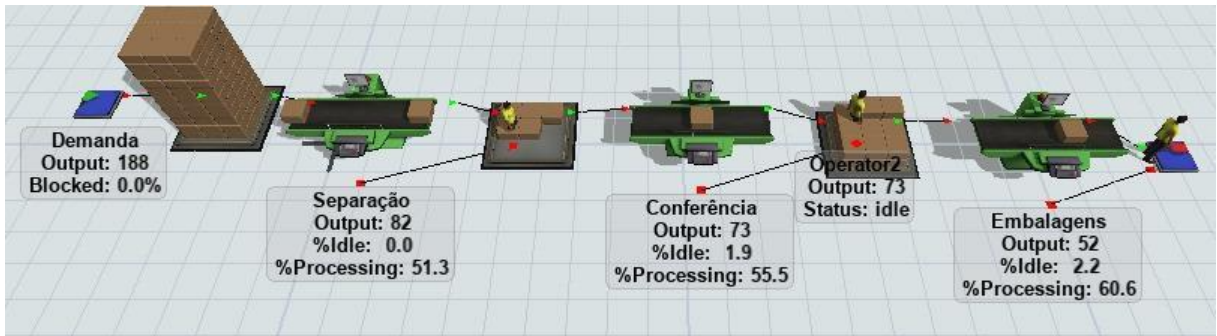 Demanda
Output: 188
Blocked: 0.0%
Separação
Output: 82
%Idle: 0.0
%Processing: 51.3
Conferência
Output: 73
%Idle: 1.9
%Processing: 55.5
Operator2
Output: 73
Status: idle
Embalagens
Output: 52
%Idle: 2.2
%Processing: 60.6